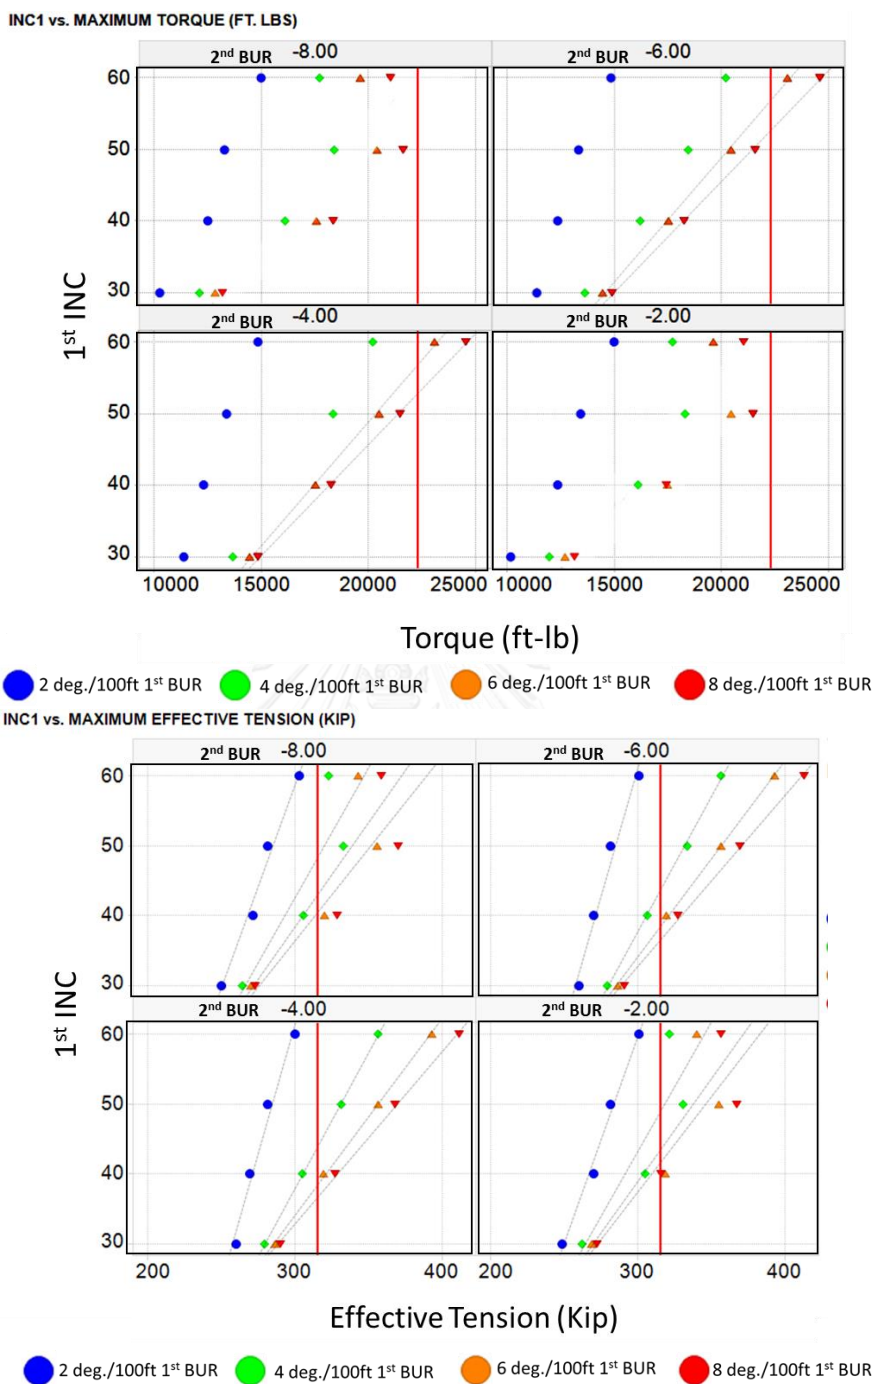 INC1 vs. MAXIMUM TORQUE (FT. LBS)
2nd BUR -8.00 2nd BUR -6.00
60
50
40
30
2nd BUR -4.00 2nd BUR -2.00
60
50
40
30
1st INC
10000 15000 20000 25000 10000 15000 20000 25000
Torque (ft-lb)
2 deg./100ft 1st BUR 4 deg./100ft 1st BUR 6 deg./100ft 1st BUR 8 deg./100ft 1st BUR
INC1 vs. MAXIMUM EFFECTIVE TENSION (KIP)
2nd BUR -8.00 2nd BUR -6.00
60
50
40
30
2nd BUR -4.00 2nd BUR -2.00
60
50
40
30
1st INC
200 300 400 200 300 400
Effective Tension (Kip)
2 deg./100ft 1st BUR 4 deg./100ft 1st BUR 6 deg./100ft 1st BUR 8 deg./100ft 1st BUR